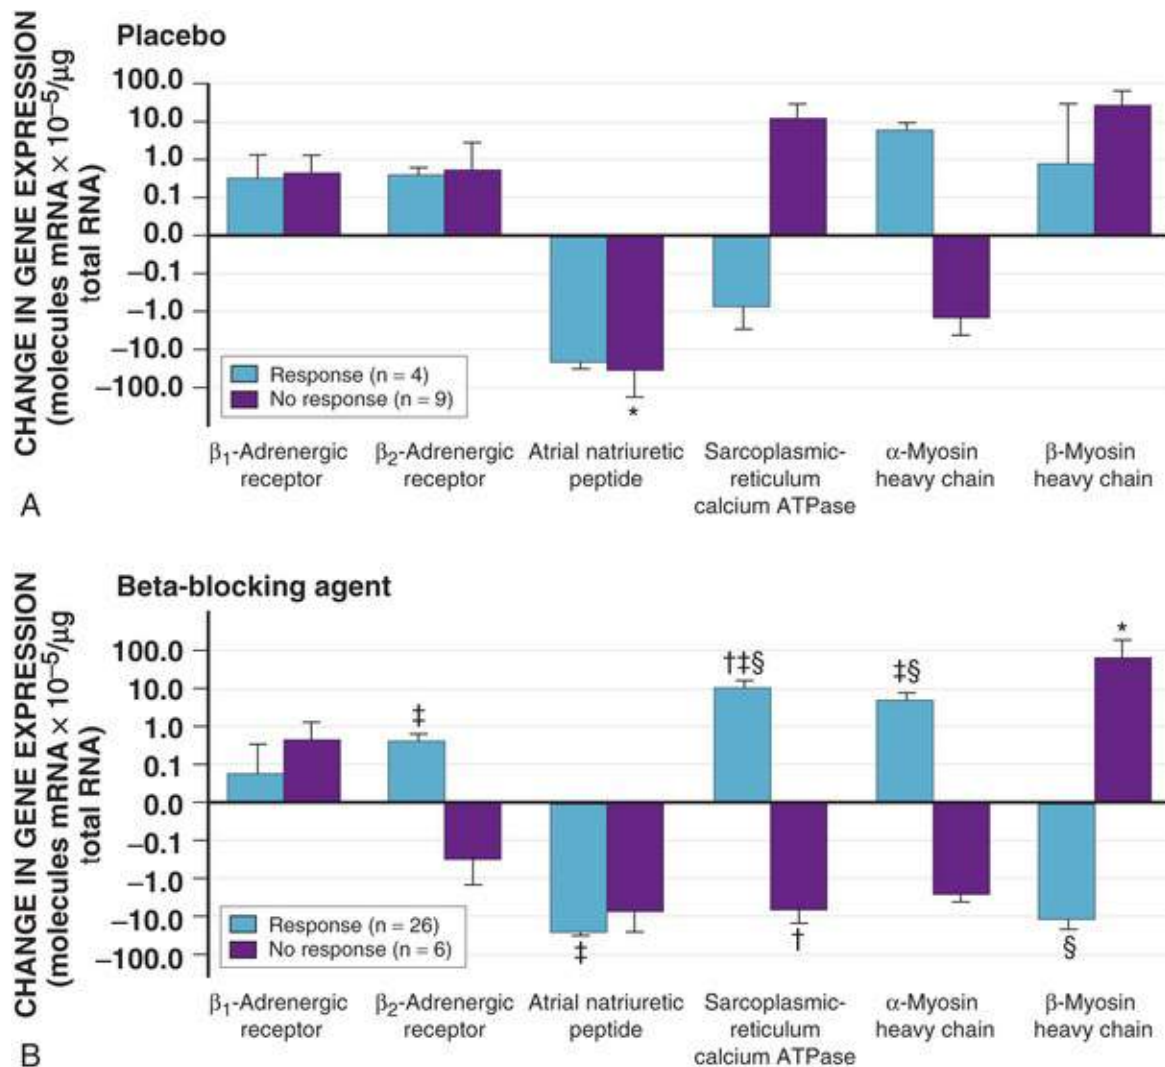 CHANGE IN GENE EXPRESSION
(molecules mRNA × 10⁻⁵/µg
total RNA)
Placebo
100.0
10.0
1.0
0.1
0.0
−0.1
−1.0
−10.0
−100.0
Response (n = 4)
No response (n = 9)
*
β₁-Adrenergic
receptor
β₂-Adrenergic
receptor
Atrial natriuretic
peptide
Sarcoplasmic-
reticulum
calcium ATPase
α-Myosin
heavy chain
β-Myosin
heavy chain
A
CHANGE IN GENE EXPRESSION
(molecules mRNA × 10⁻⁵/µg
total RNA)
Beta-blocking agent
100.0
10.0
1.0
0.1
0.0
−0.1
−1.0
−10.0
−100.0
‡
‡
†‡§
†
‡§
*
§
Response (n = 26)
No response (n = 6)
β₁-Adrenergic
receptor
β₂-Adrenergic
receptor
Atrial natriuretic
peptide
Sarcoplasmic-
reticulum
calcium ATPase
α-Myosin
heavy chain
β-Myosin
heavy chain
B